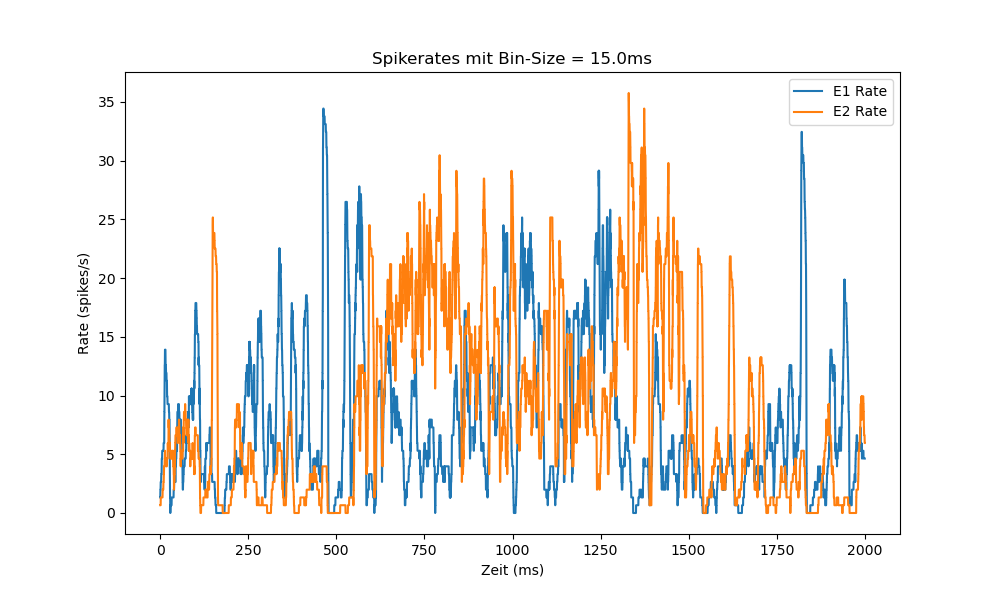 Spikerates mit Bin-Size = 15.0ms
E1 Rate
E2 Rate
35
30
25
20
15
10
5
0
Rate (spikes/s)
0 250 500 750 1000 1250 1500 1750 2000
Zeit (ms)